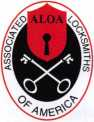 ALOA
ASSOCIATED LOCKSMITHS
OF AMERICA